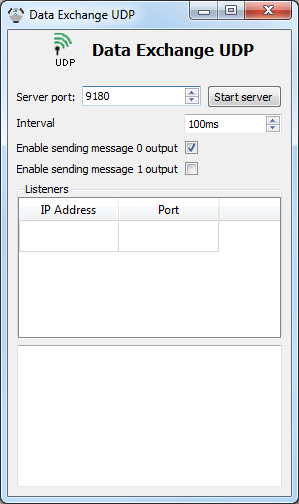 Data Exchange UDP
UDP
Data Exchange UDP
Server port: 9180 Start server
Interval 100ms
Enable sending message 0 output
Enable sending message 1 output
Listeners
IP Address Port